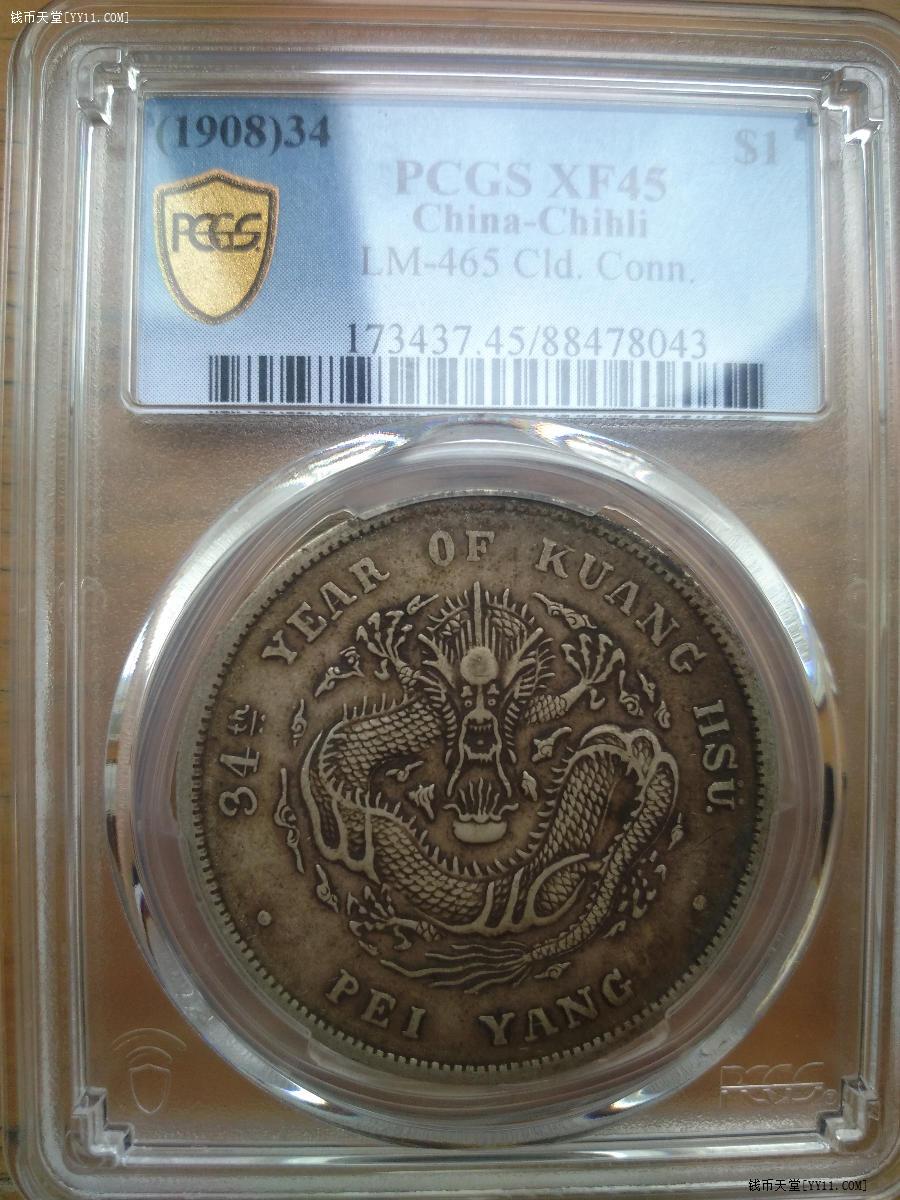 钱币天堂[YY11.COM]
(1908)34
$1
PCGS XF45
China-Chihli
LM-465 Cld. Conn.
PCGS
173437.45/88478043
34th YEAR OF KUANG HSU.
PEI YANG
PCGS
钱币天堂[YY11.COM]